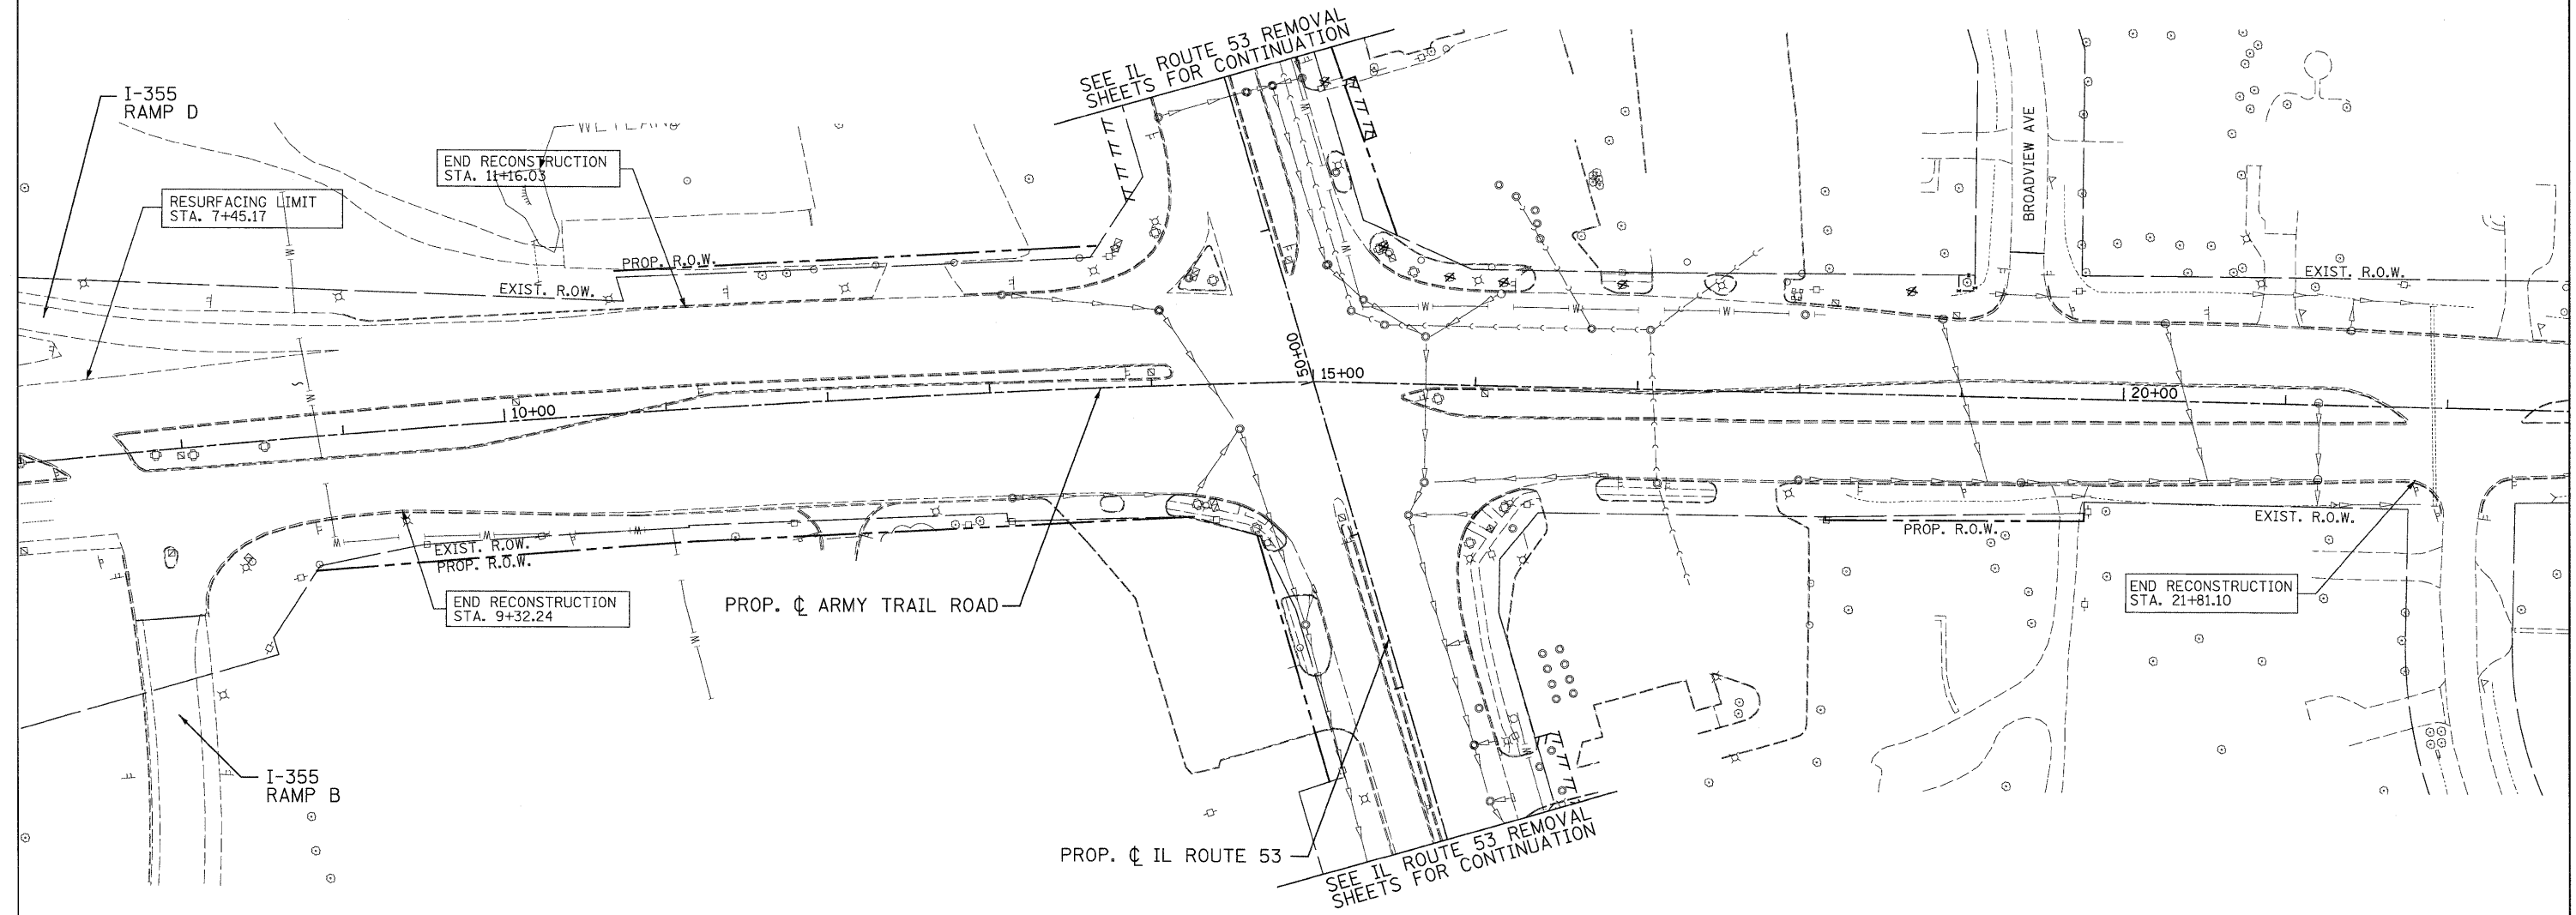 SEE IL ROUTE 53 REMOVAL
SHEETS FOR CONTINUATION
I-355
RAMP D
END RECONSTRUCTION
STA. 11+16.03
RESURFACING LIMIT
STA. 7+45.17
BROADVIEW AVE
PROP. R.O.W.
EXIST. R.O.W.
EXIST. R.O.W.
W
W
W
W
50+00
15+00
10+00
20+00
EXIST. R.O.W.
PROP. R.O.W.
PROP. R.O.W.
EXIST. R.O.W.
END RECONSTRUCTION
STA. 9+32.24
PROP. ℄ ARMY TRAIL ROAD
END RECONSTRUCTION
STA. 21+81.10
I-355
RAMP B
PROP. ℄ IL ROUTE 53
SEE IL ROUTE 53 REMOVAL
SHEETS FOR CONTINUATION